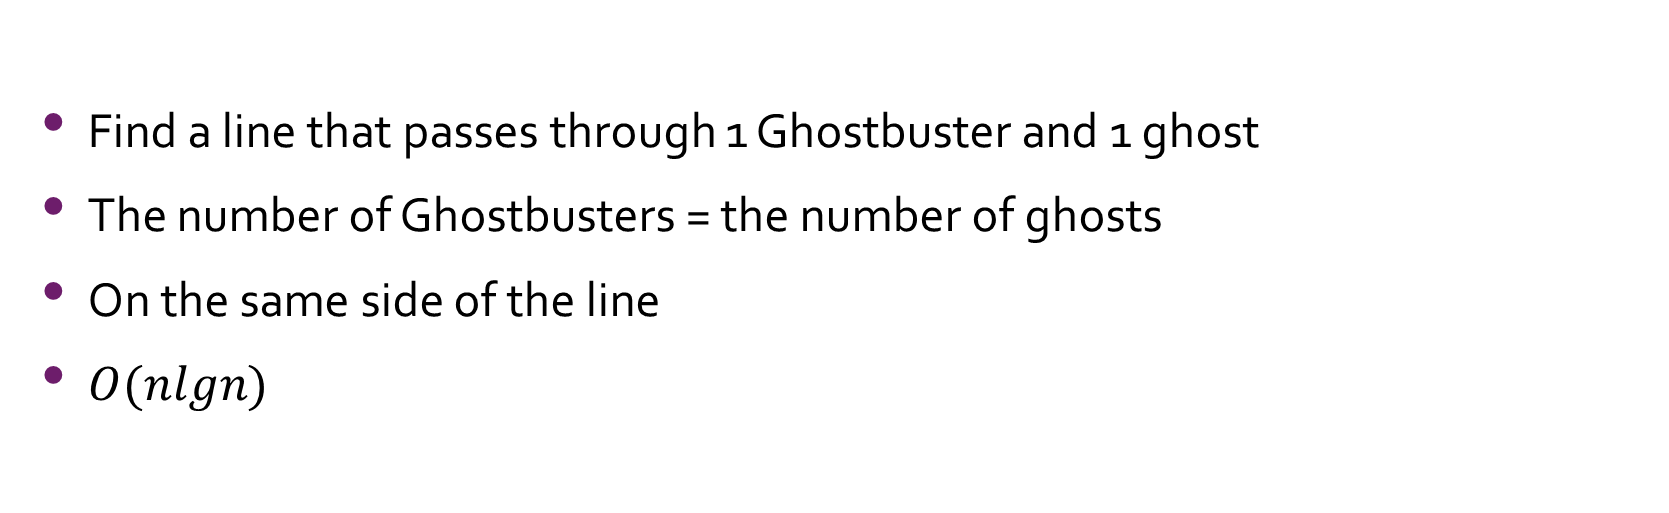 • Find a line that passes through 1 Ghostbuster and 1 ghost
• The number of Ghostbusters = the number of ghosts
• On the same side of the line
• O(nlgn)